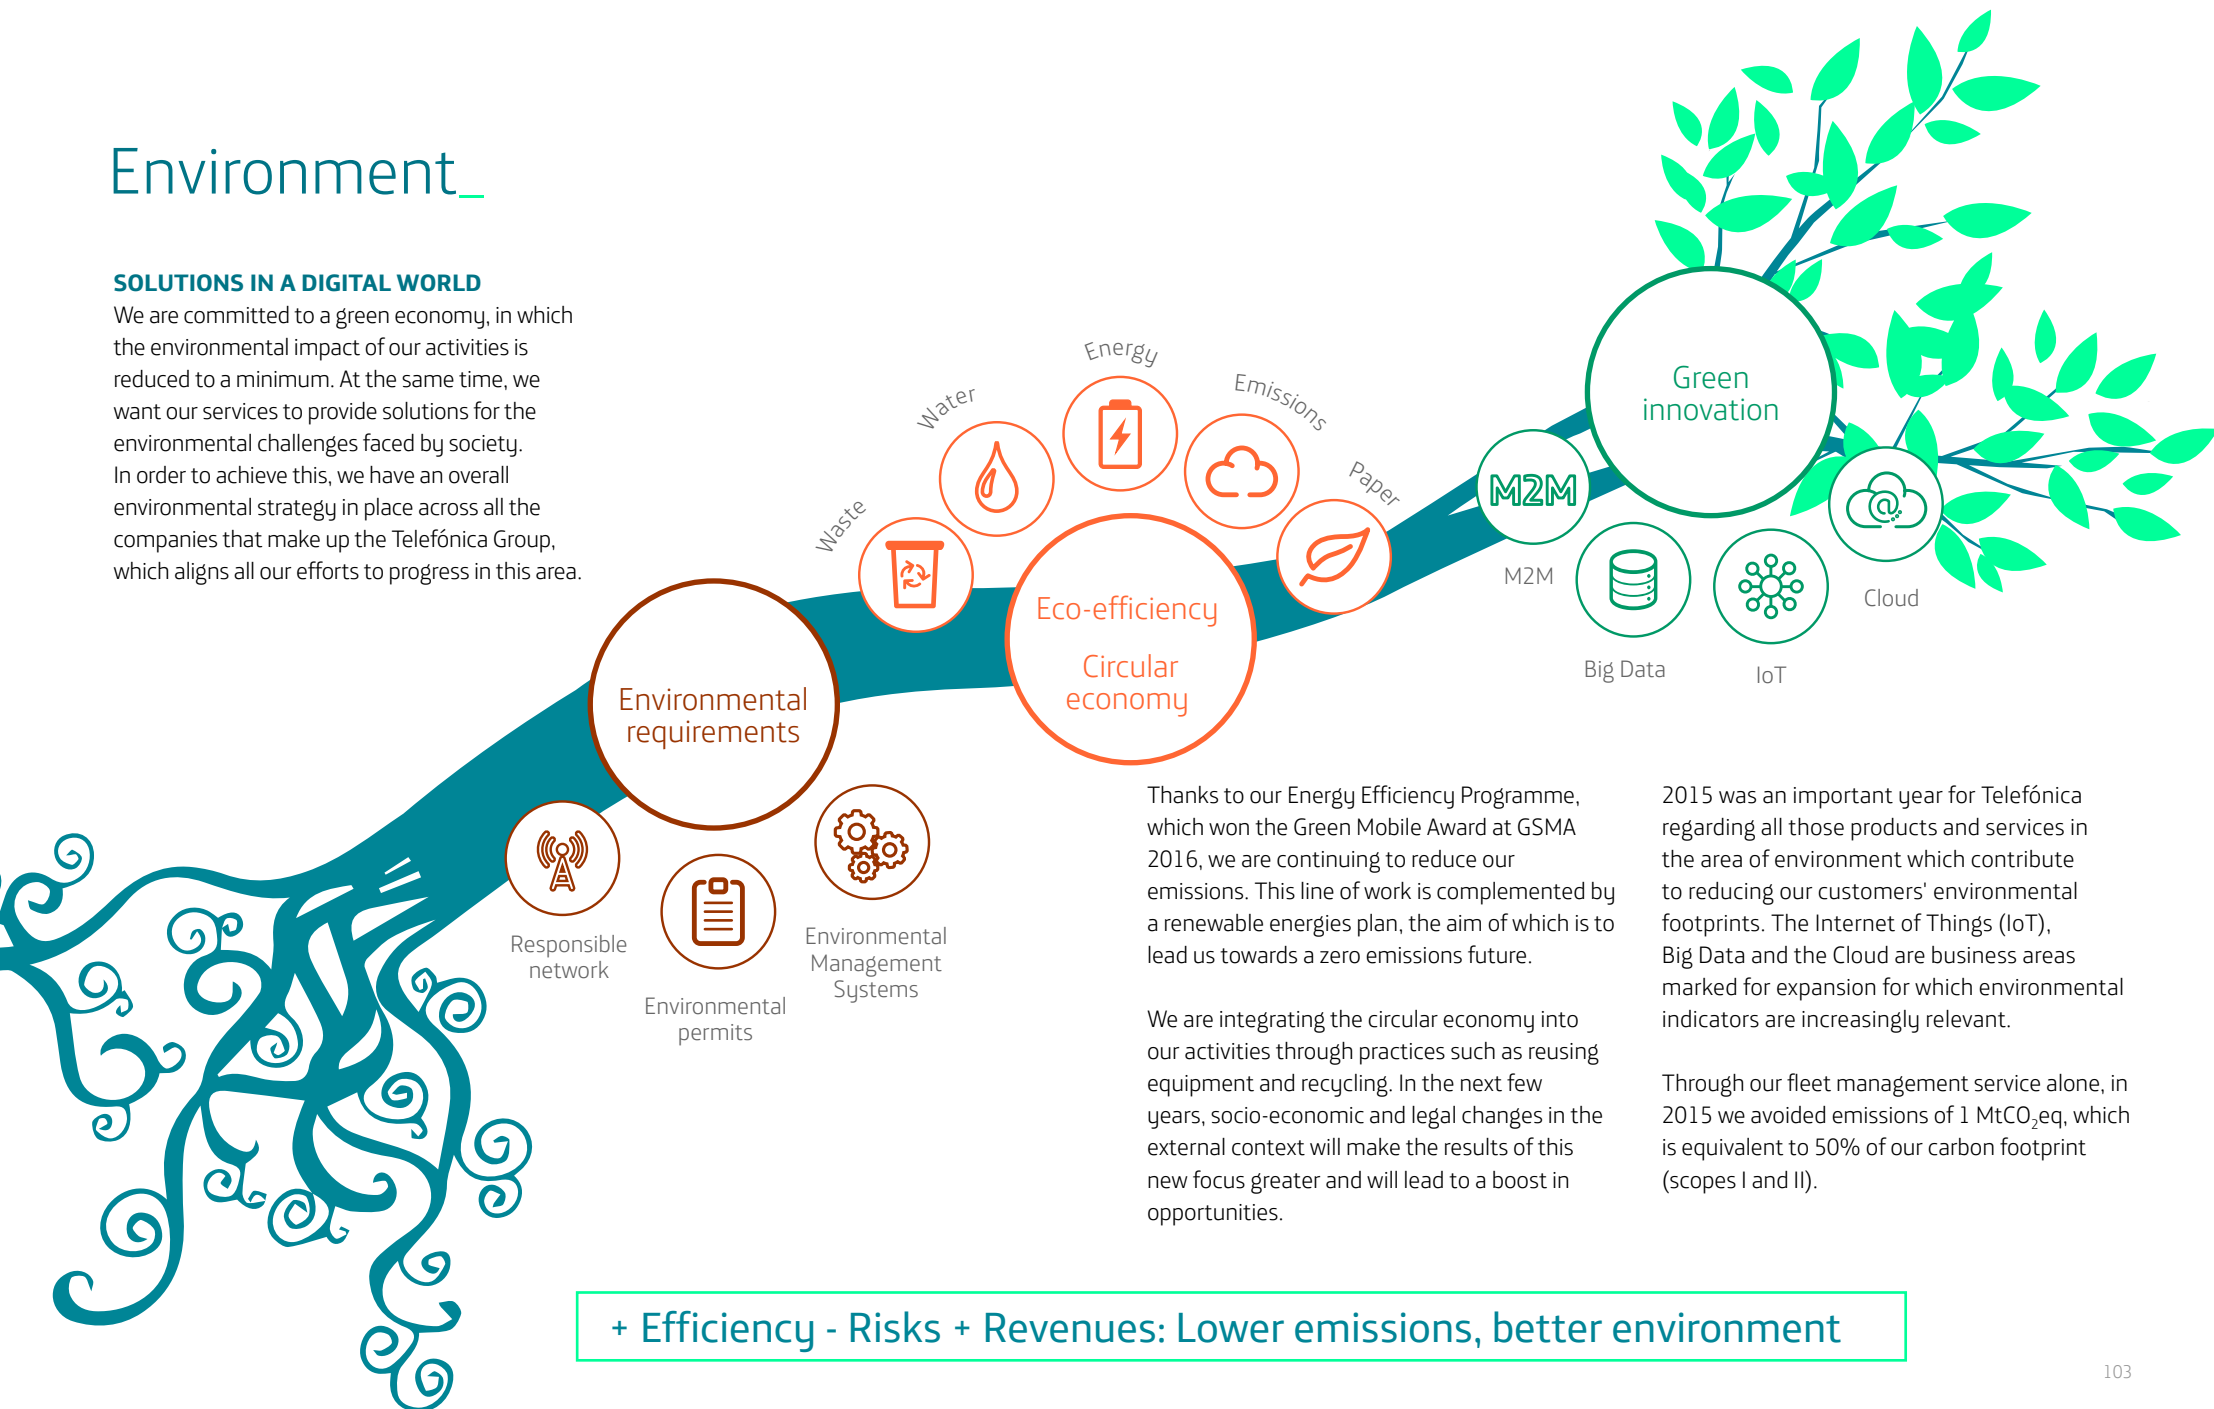 Environment_
SOLUTIONS IN A DIGITAL WORLD
We are committed to a green economy, in which
the environmental impact of our activities is
reduced to a minimum. At the same time, we
want our services to provide solutions for the
environmental challenges faced by society.
In order to achieve this, we have an overall
environmental strategy in place across all the
companies that make up the Telefónica Group,
which aligns all our efforts to progress in this area.
Environmental
requirements
Responsible
network
Environmental
permits
Environmental
Management
Systems
Waste
Water
Energy
Emissions
Paper
Eco-efficiency
Circular
economy
Green
innovation
M2M
M2M
Big Data
IoT
@
Cloud
Thanks to our Energy Efficiency Programme,
which won the Green Mobile Award at GSMA
2016, we are continuing to reduce our
emissions. This line of work is complemented by
a renewable energies plan, the aim of which is to
lead us towards a zero emissions future.
We are integrating the circular economy into
our activities through practices such as reusing
equipment and recycling. In the next few
years, socio-economic and legal changes in the
external context will make the results of this
new focus greater and will lead to a boost in
opportunities.
2015 was an important year for Telefónica
regarding all those products and services in
the area of environment which contribute
to reducing our customers' environmental
footprints. The Internet of Things (IoT),
Big Data and the Cloud are business areas
marked for expansion for which environmental
indicators are increasingly relevant.
Through our fleet management service alone, in
2015 we avoided emissions of 1 MtCO₂eq, which
is equivalent to 50% of our carbon footprint
(scopes I and II).
+ Efficiency - Risks + Revenues: Lower emissions, better environment
103